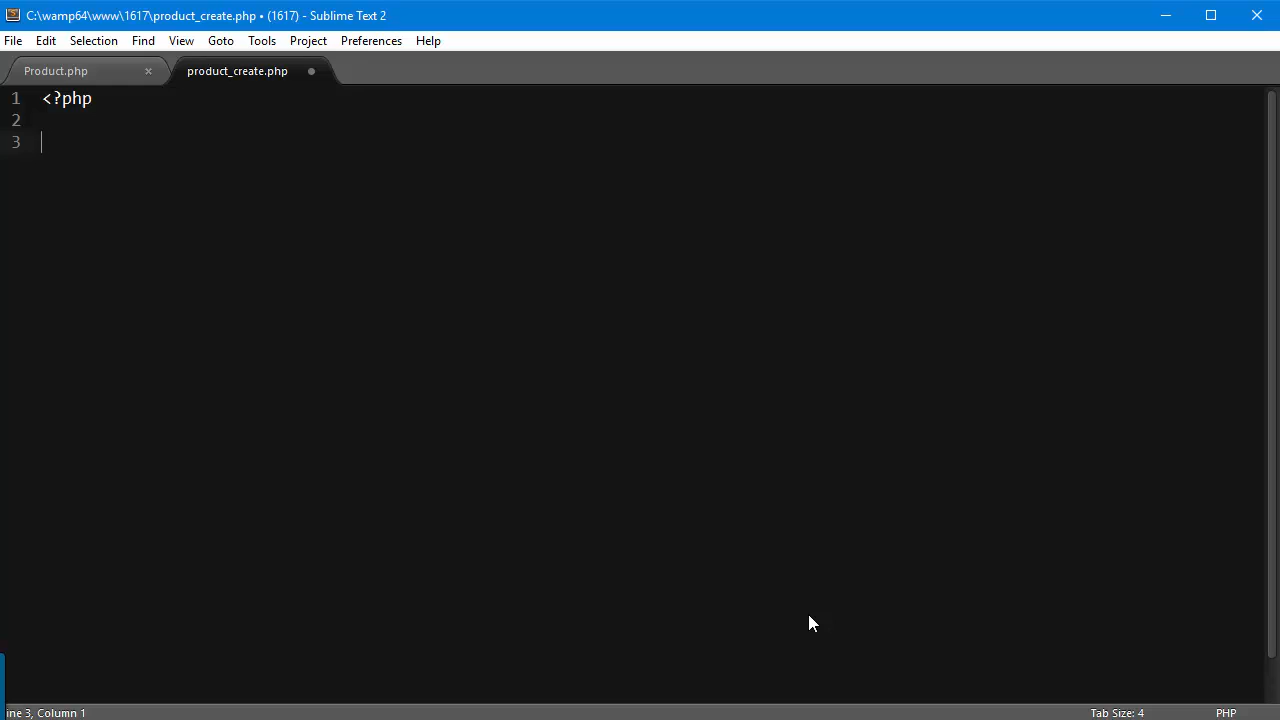 C:\wamp64\www\1617\product_create.php • (1617) - Sublime Text 2
File Edit Selection Find View Goto Tools Project Preferences Help
Product.php × product_create.php
1 <?php
2
3
ine 3, Column 1 Tab Size: 4 PHP